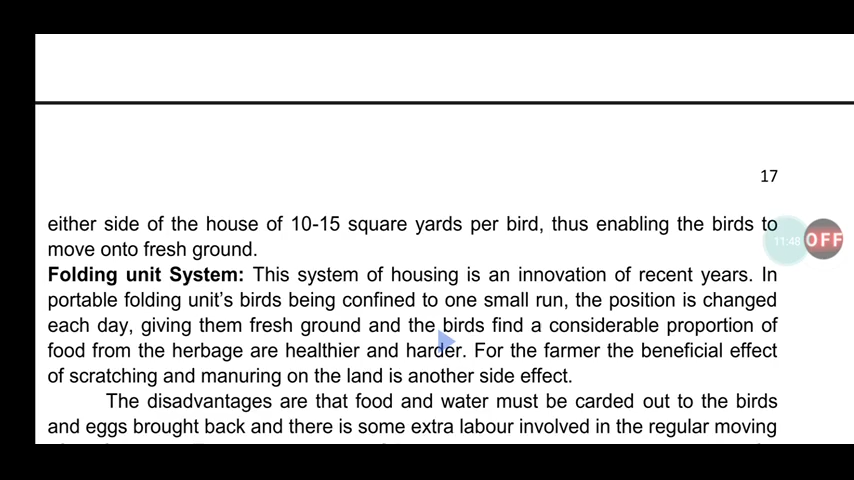 17
either side of the house of 10-15 square yards per bird, thus enabling the birds to
move onto fresh ground.
Folding unit System: This system of housing is an innovation of recent years. In
portable folding unit's birds being confined to one small run, the position is changed
each day, giving them fresh ground and the birds find a considerable proportion of
food from the herbage are healthier and harder. For the farmer the beneficial effect
of scratching and manuring on the land is another side effect.
The disadvantages are that food and water must be carded out to the birds
and eggs brought back and there is some extra labour involved in the regular moving
11:48 OFF